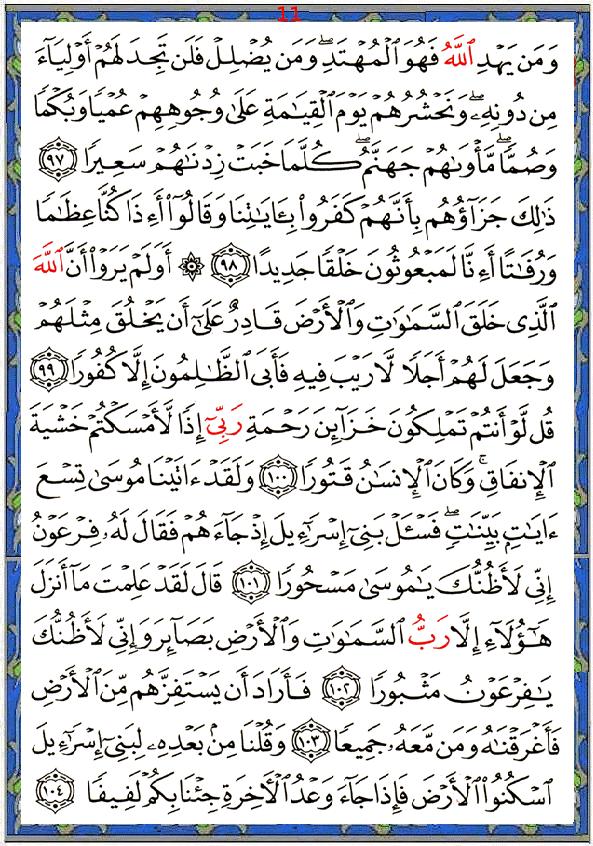 11
وَمَن يَهۡدِ ٱللَّهُ فَهُوَ ٱلۡمُهۡتَدِۖ وَمَن يُضۡلِلۡ فَلَن تَجِدَ لَهُمۡ أَوۡلِيَآءَ
مِن دُونِهِۦۖ وَنَحۡشُرُهُمۡ يَوۡمَ ٱلۡقِيَٰمَةِ عَلَىٰ وُجُوهِهِمۡ عُمۡيٗا وَبُكۡمٗا
وَصُمّٗاۖ مَّأۡوَىٰهُمۡ جَهَنَّمُۖ كُلَّمَا خَبَتۡ زِدۡنَٰهُمۡ سَعِيرٗا ٩٧
ذَٰلِكَ جَزَآؤُهُم بِأَنَّهُمۡ كَفَرُواْ بِـَٔايَٰتِنَا وَقَالُوٓاْ أَءِذَا كُنَّا عِظَٰمٗا
وَرُفَٰتًا أَءِنَّا لَمَبۡعُوثُونَ خَلۡقٗا جَدِيدًا ٩٨ ۞ أَوَلَمۡ يَرَوۡاْ أَنَّ ٱللَّهَ
ٱلَّذِي خَلَقَ ٱلسَّمَٰوَٰتِ وَٱلۡأَرۡضَ قَادِرٌ عَلَىٰٓ أَن يَخۡلُقَ مِثۡلَهُمۡ
وَجَعَلَ لَهُمۡ أَجَلٗا لَّا رَيۡبَ فِيهِ فَأَبَى ٱلظَّٰلِمُونَ إِلَّا كُفُورٗا ٩٩
قُل لَّوۡ أَنتُمۡ تَمۡلِكُونَ خَزَآئِنَ رَحۡمَةِ رَبِّيٓ إِذٗا لَّأَمۡسَكۡتُمۡ خَشۡيَةَ
ٱلۡإِنفَاقِۚ وَكَانَ ٱلۡإِنسَٰنُ قَتُورٗا ١٠٠ وَلَقَدۡ ءَاتَيۡنَا مُوسَىٰ تِسۡعَ
ءَايَٰتِۭ بَيِّنَٰتٖۖ فَسۡـَٔلۡ بَنِيٓ إِسۡرَٰٓءِيلَ إِذۡ جَآءَهُمۡ فَقَالَ لَهُۥ فِرۡعَوۡنُ
إِنِّي لَأَظُنُّكَ يَٰمُوسَىٰ مَسۡحُورٗا ١٠١ قَالَ لَقَدۡ عَلِمۡتَ مَآ أَنزَلَ
هَٰٓؤُلَآءِ إِلَّا رَبُّ ٱلسَّمَٰوَٰتِ وَٱلۡأَرۡضِ بَصَآئِرَ وَإِنِّي لَأَظُنُّكَ
يَٰفِرۡعَوۡنُ مَثۡبُورٗا ١٠٢ فَأَرَادَ أَن يَسۡتَفِزَّهُم مِّنَ ٱلۡأَرۡضِ
فَأَغۡرَقۡنَٰهُ وَمَن مَّعَهُۥ جَمِيعٗا ١٠٣ وَقُلۡنَا مِنۢ بَعۡدِهِۦ لِبَنِيٓ إِسۡرَٰٓءِيلَ
ٱسۡكُنُواْ ٱلۡأَرۡضَ فَإِذَا جَآءَ وَعۡدُ ٱلۡأٓخِرَةِ جِئۡنَا بِكُمۡ لَفِيفٗا ١٠٤